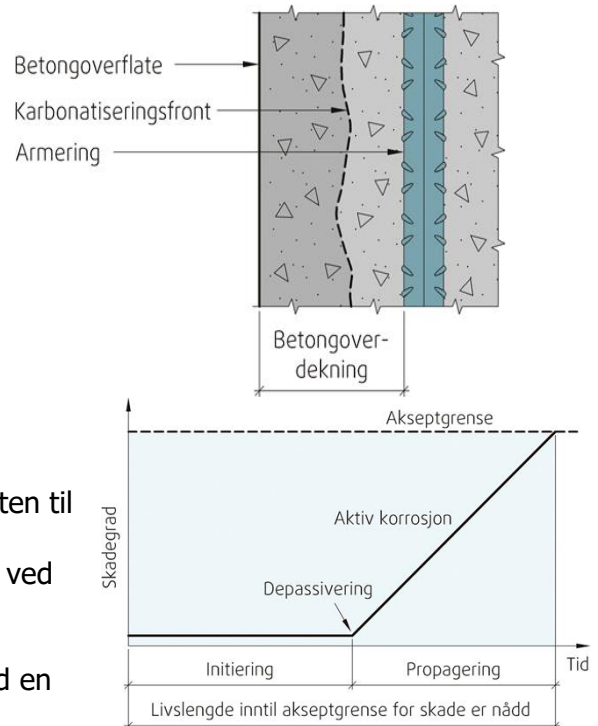 Betongoverflate
Karbonatiseringsfront
Armering
Betongover-
dekning
Akseptgrense
Aktiv korrosjon
Skadegrad
Depassivering
Initiering
Propagering
Tid
Livslengde inntil akseptgrense for skade er nådd
ten til
ved
d en